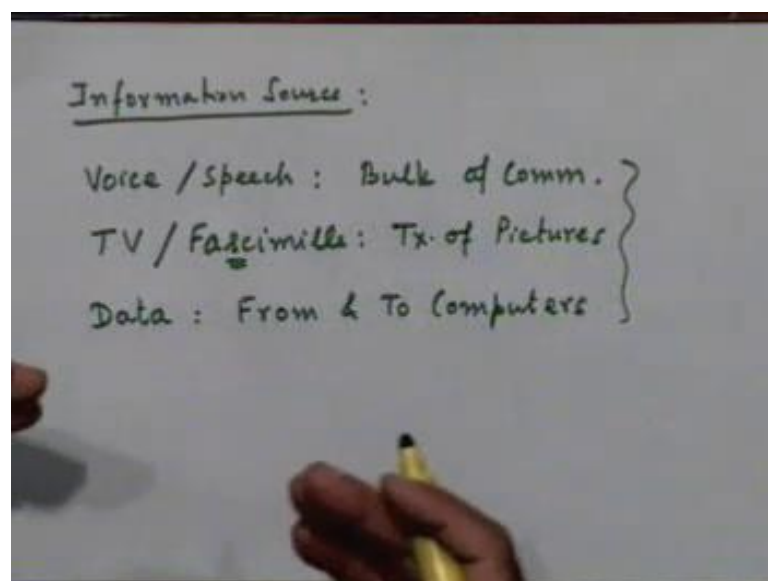 Information Source :
Voice / Speech : Bulk of Comm.
TV / Fascimille : Tx. of Pictures
Data : From & To Computers